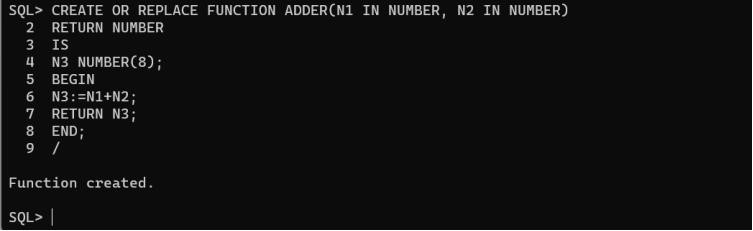 SQL> CREATE OR REPLACE FUNCTION ADDER(N1 IN NUMBER, N2 IN NUMBER)
  2  RETURN NUMBER
  3  IS
  4  N3 NUMBER(8);
  5  BEGIN
  6  N3:=N1+N2;
  7  RETURN N3;
  8  END;
  9  /
Function created.
SQL>